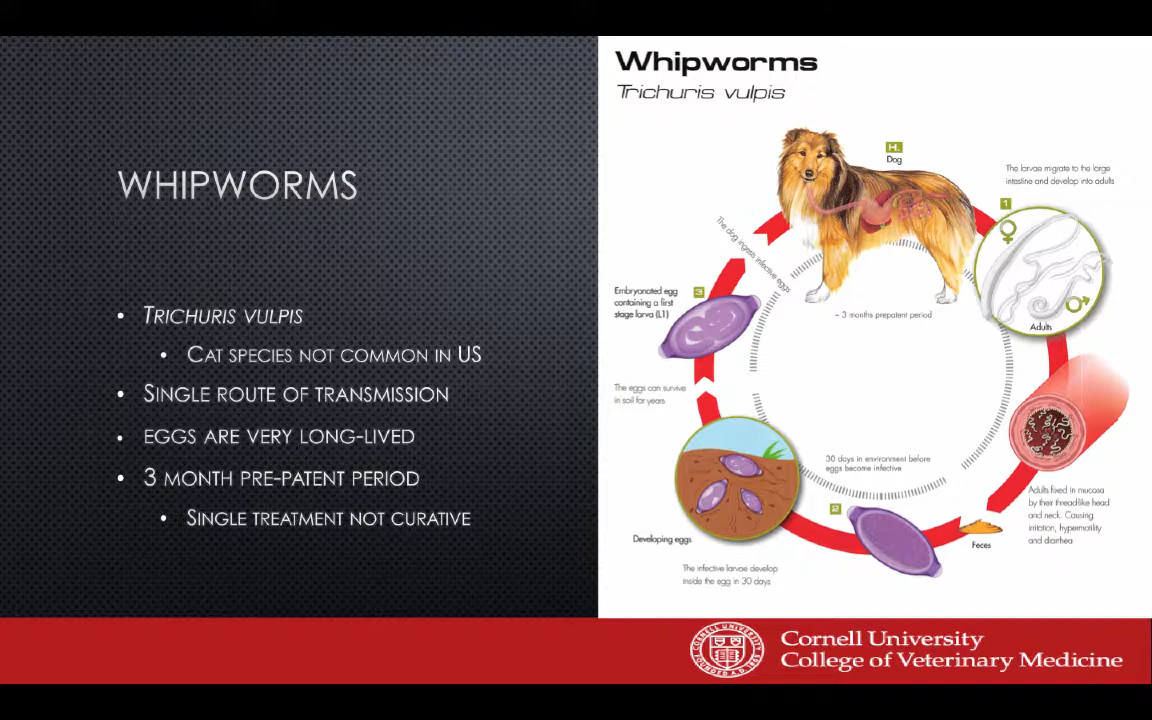 WHIPWORMS
• TRICHURIS VULPIS
• CAT SPECIES NOT COMMON IN US
• SINGLE ROUTE OF TRANSMISSION
• EGGS ARE VERY LONG-LIVED
• 3 MONTH PRE-PATENT PERIOD
• SINGLE TREATMENT NOT CURATIVE
Whipworms
Trichuris vulpis
H.
Dog
The larvae migrate to the large
intestine and develop into adults
1
Adults
~ 3 months prepatent period
The dog ingests infective eggs
Embryonated egg
containing a first
stage larva (L1)
3
The eggs can survive
in soil for years
30 days in environment before
eggs become infective
Adults fixed in mucosa
by their threadlike head
and neck. Causing
irritation, hypermotility
and diarrhea
2
Feces
Developing eggs
The infective larvae develop
inside the egg in 30 days
CORNELL UNIVERSITY
FOUNDED A.D. 1865
Cornell University
College of Veterinary Medicine